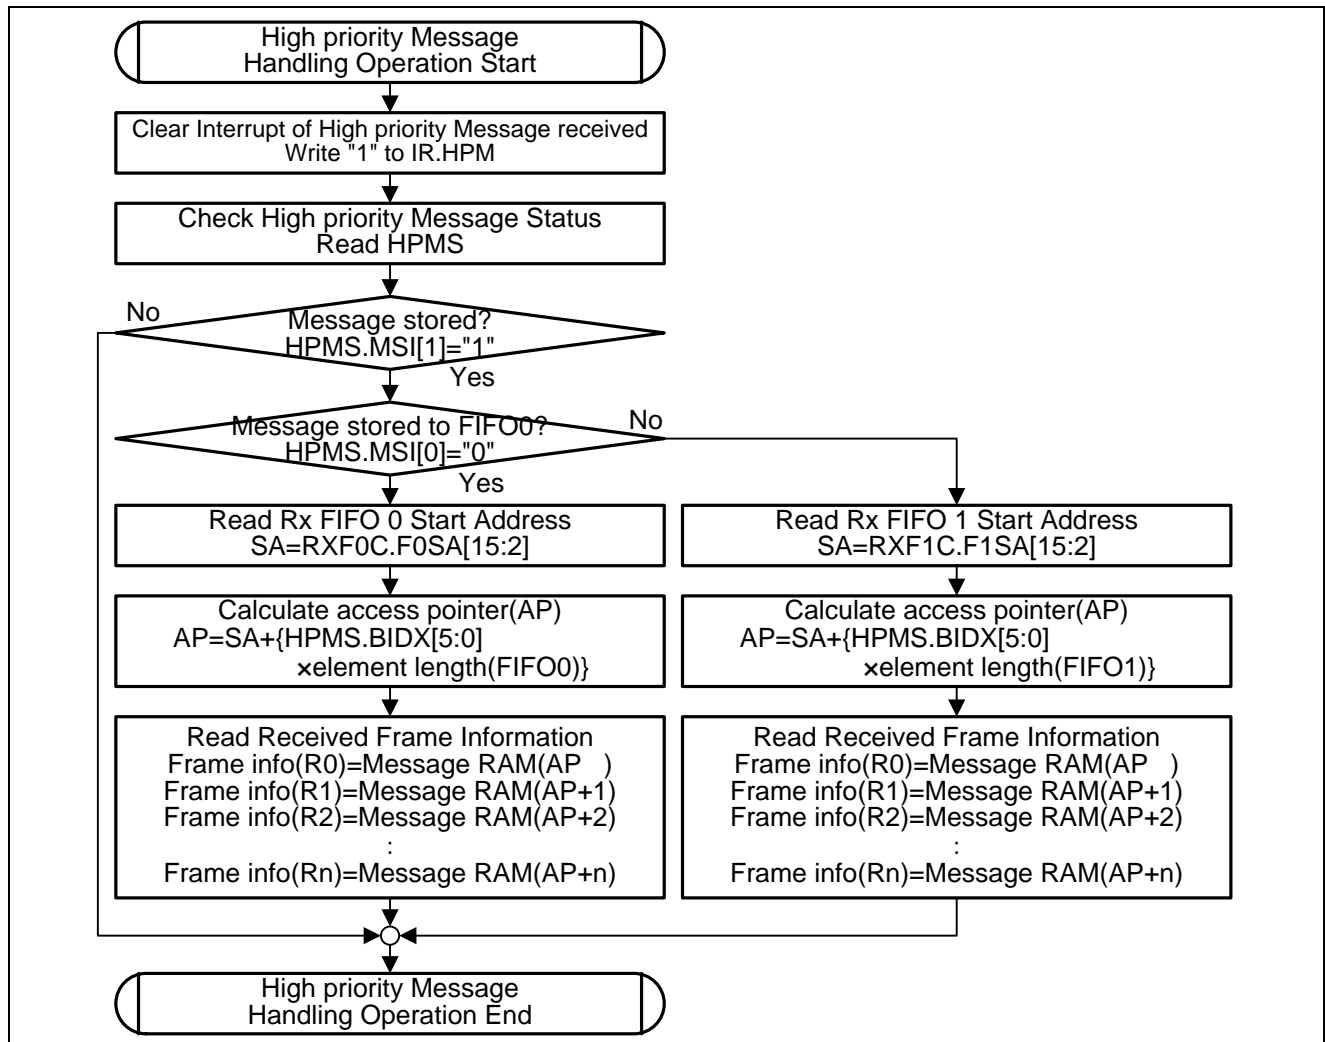 High priority Message
Handling Operation Start
Clear Interrupt of High priority Message received
Write "1" to IR.HPM
Check High priority Message Status
Read HPMS
No
Message stored?
HPMS.MSI[1]="1"
Yes
Message stored to FIFO0?
HPMS.MSI[0]="0"
No
Yes
Read Rx FIFO 0 Start Address
SA=RXF0C.F0SA[15:2]
Calculate access pointer(AP)
AP=SA+{HPMS.BIDX[5:0]
×element length(FIFO0)}
Read Received Frame Information
Frame info(R0)=Message RAM(AP )
Frame info(R1)=Message RAM(AP+1)
Frame info(R2)=Message RAM(AP+2)
:
Frame info(Rn)=Message RAM(AP+n)
Read Rx FIFO 1 Start Address
SA=RXF1C.F1SA[15:2]
Calculate access pointer(AP)
AP=SA+{HPMS.BIDX[5:0]
×element length(FIFO1)}
Read Received Frame Information
Frame info(R0)=Message RAM(AP )
Frame info(R1)=Message RAM(AP+1)
Frame info(R2)=Message RAM(AP+2)
:
Frame info(Rn)=Message RAM(AP+n)
High priority Message
Handling Operation End